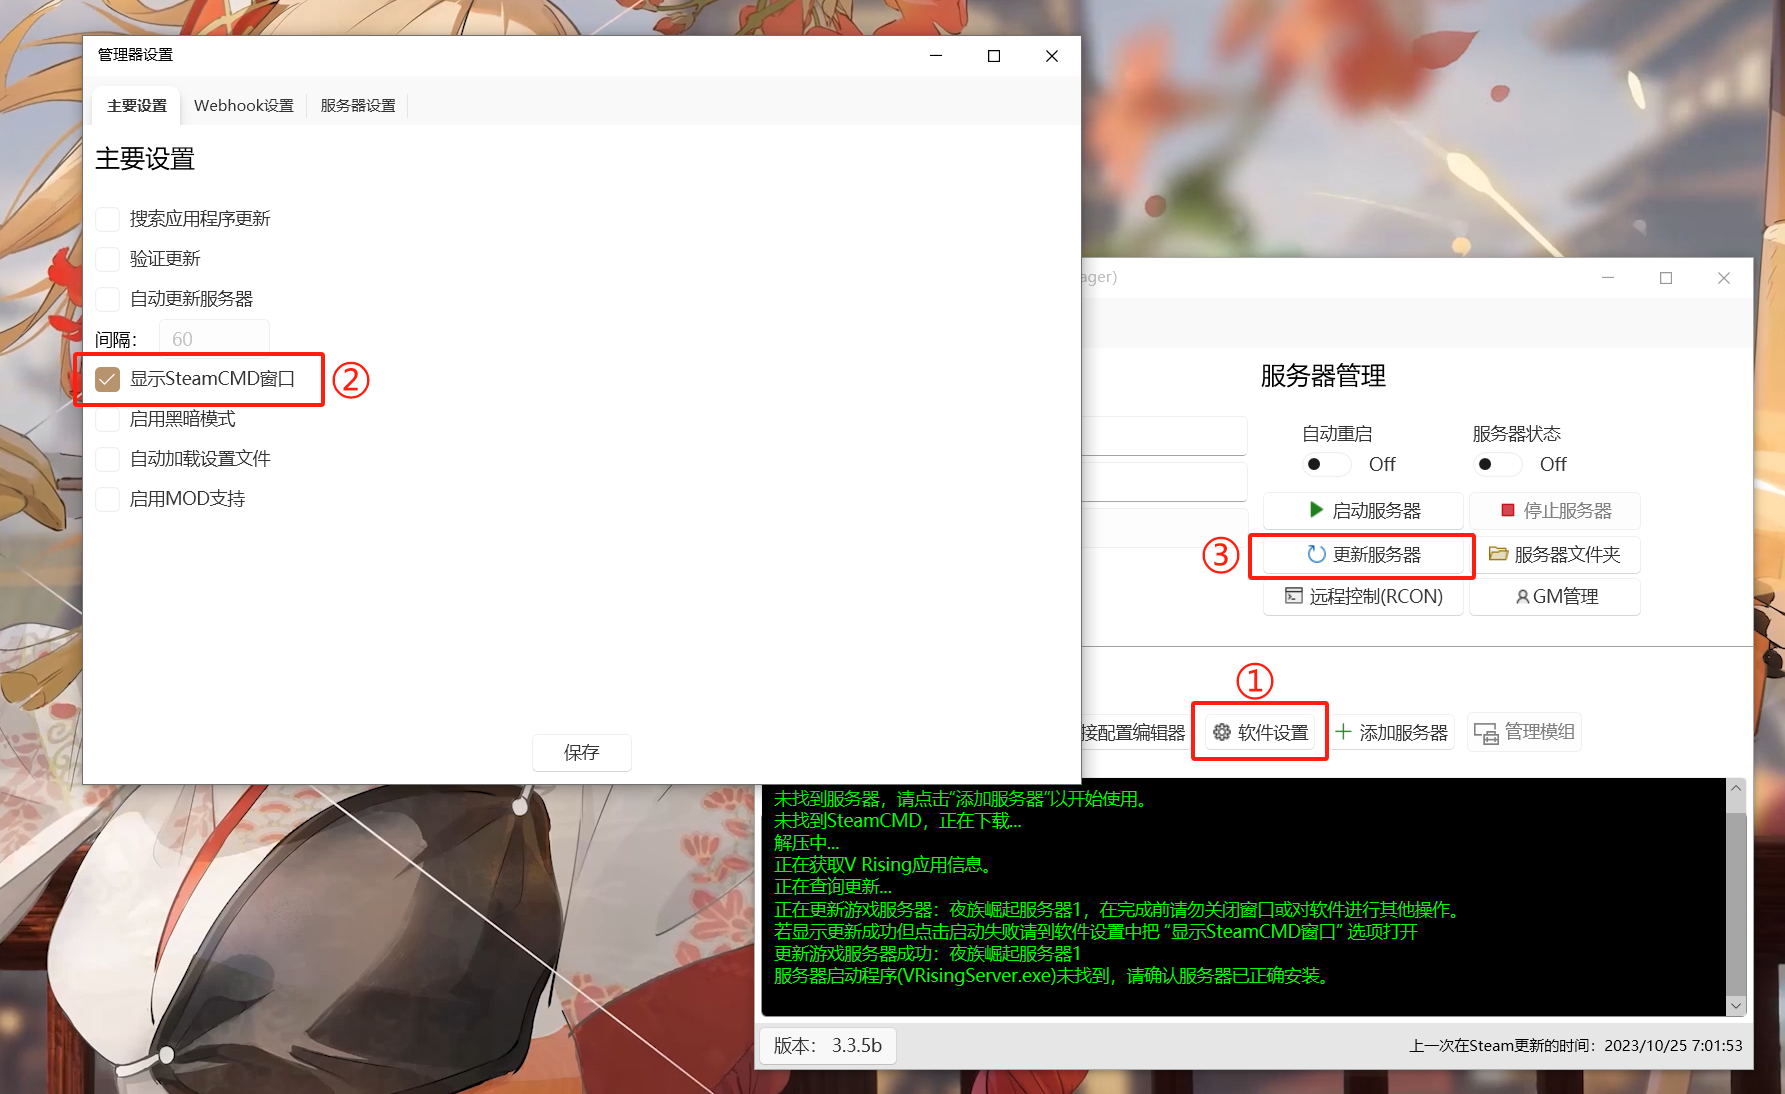 管理器设置
主要设置
Webhook设置
服务器设置
主要设置
搜索应用程序更新
验证更新
自动更新服务器
间隔：
60
显示SteamCMD窗口
②
启用黑暗模式
自动加载设置文件
启用MOD支持
保存
ager)
服务器管理
自动重启
服务器状态
Off
Off
启动服务器
停止服务器
③
更新服务器
服务器文件夹
远程控制(RCON)
GM管理
①
接配置编辑器
软件设置
添加服务器
管理模组
未找到服务器，请点击“添加服务器”以开始使用。
未找到SteamCMD，正在下载...
解压中...
正在获取V Rising应用信息。
正在查询更新...
正在更新游戏服务器：夜族崛起服务器1，在完成前请勿关闭窗口或对软件进行其他操作。
若显示更新成功但点击启动失败请到软件设置中把 “显示SteamCMD窗口” 选项打开
更新游戏服务器成功：夜族崛起服务器1
服务器启动程序(VRisingServer.exe)未找到，请确认服务器已正确安装。
版本： 3.3.5b
上一次在Steam更新的时间：2023/10/25 7:01:53